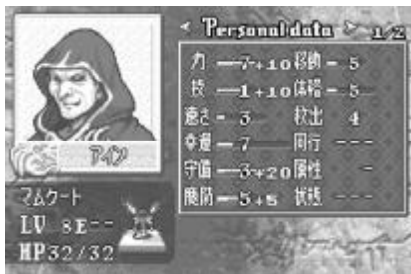 Personal data 1/2
力 7+10 移動 5
技 1+10 体格 5
速さ 3 救出 4
幸運 7 同行 ---
守備 3+20 属性 -
魔防 5+5 状態 ---
アイン
マムクート
LV 8 E--
HP32/32